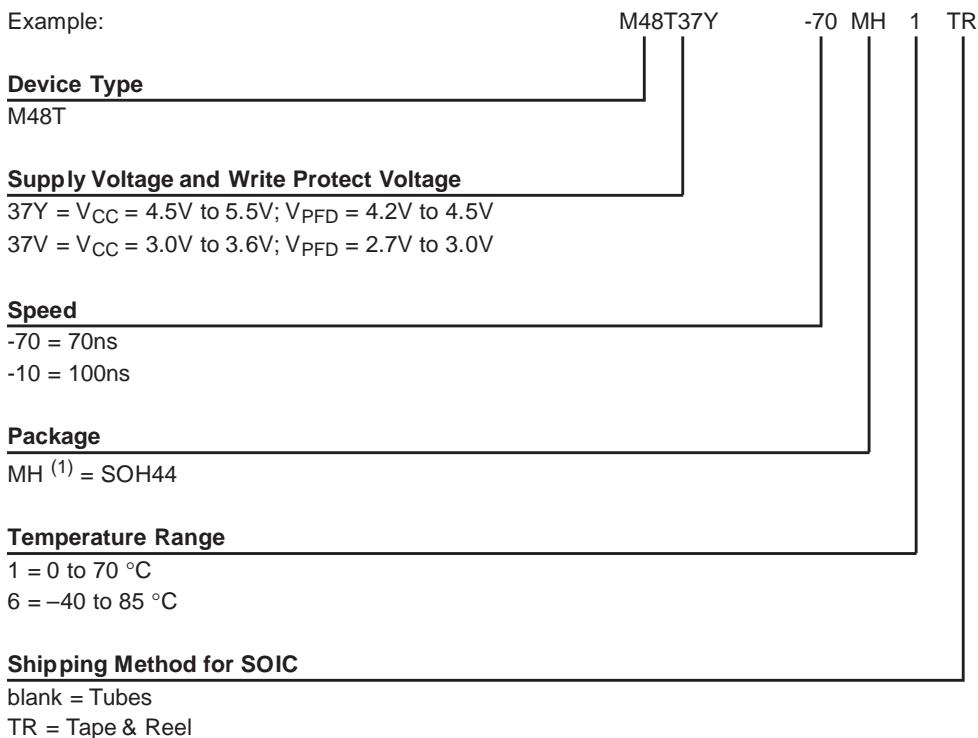 Example: M48T37Y -70 MH 1 TR
Device Type
M48T
Supply Voltage and Write Protect Voltage
37Y = VCC = 4.5V to 5.5V; VPFD = 4.2V to 4.5V
37V = VCC = 3.0V to 3.6V; VPFD = 2.7V to 3.0V
Speed
-70 = 70ns
-10 = 100ns
Package
MH (1) = SOH44
Temperature Range
1 = 0 to 70 °C
6 = –40 to 85 °C
Shipping Method for SOIC
blank = Tubes
TR = Tape & Reel